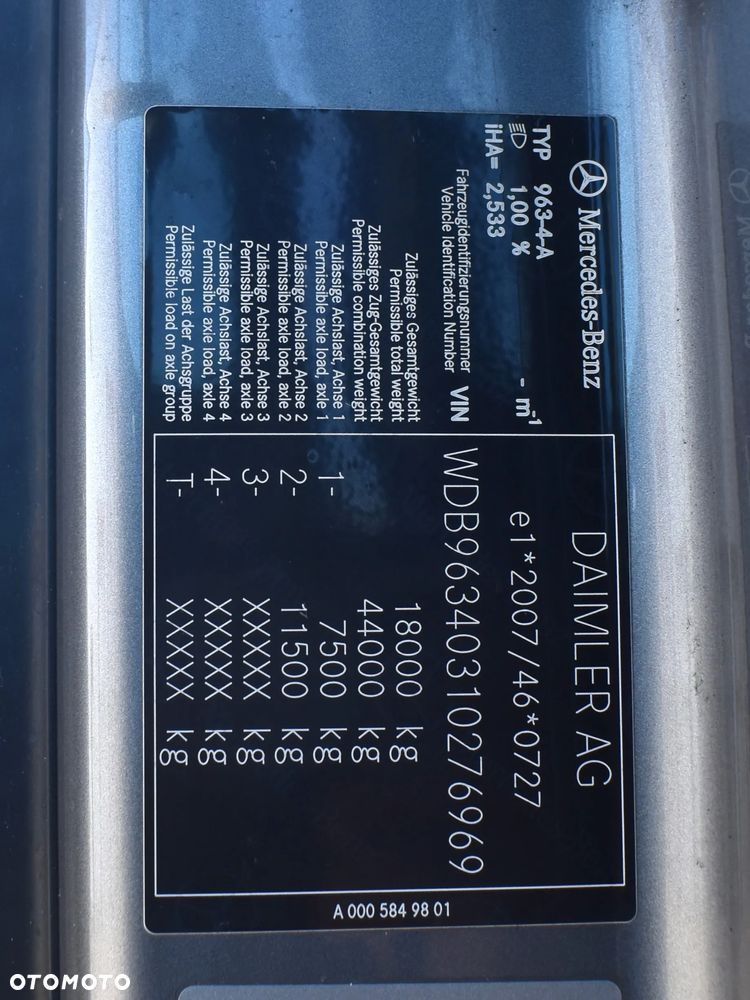 Mercedes-Benz
TYP 963-4-A - m⁻¹
1,00 %
iHA= 2,533
DAIMLER AG
e1*2007/46*0727
Fahrzeugidentifizierungsnummer
Vehicle Identification Number VIN WDB96340310276969
Zulässiges Gesamtgewicht
Permissible total weight 18000 kg
Zulässiges Zug-Gesamtgewicht
Permissible combination weight 44000 kg
Zulässige Achslast, Achse 1
Permissible axle load, axle 1 1- 7500 kg
Zulässige Achslast, Achse 2
Permissible axle load, axle 2 2- 11500 kg
Zulässige Achslast, Achse 3
Permissible axle load, axle 3 3- XXXXX kg
Zulässige Achslast, Achse 4
Permissible axle load, axle 4 4- XXXXX kg
Zulässige Last der Achsgruppe
Permissible load on axle group T- XXXXX kg
A 000 584 98 01
OTOMOTO